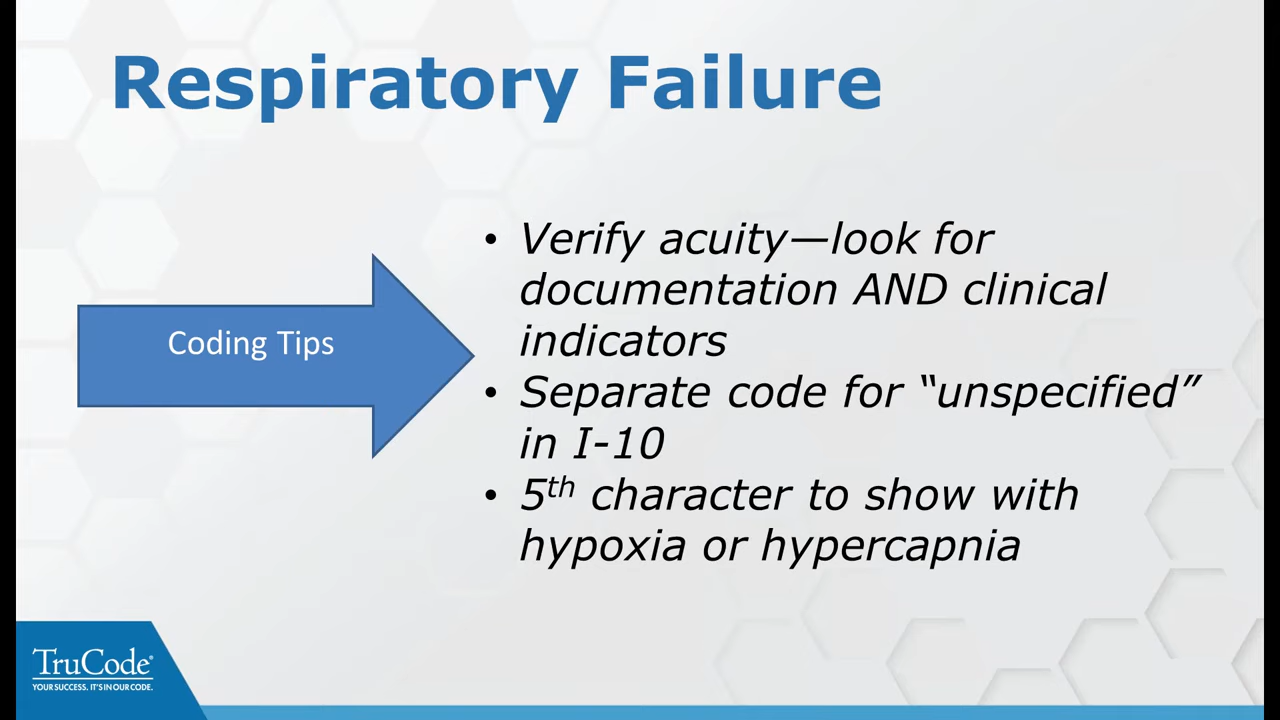 Respiratory Failure
Coding Tips
• Verify acuity—look for
documentation AND clinical
indicators
• Separate code for “unspecified”
in I-10
• 5th character to show with
hypoxia or hypercapnia
TruCode®
YOUR SUCCESS. IT'S IN OUR CODE.